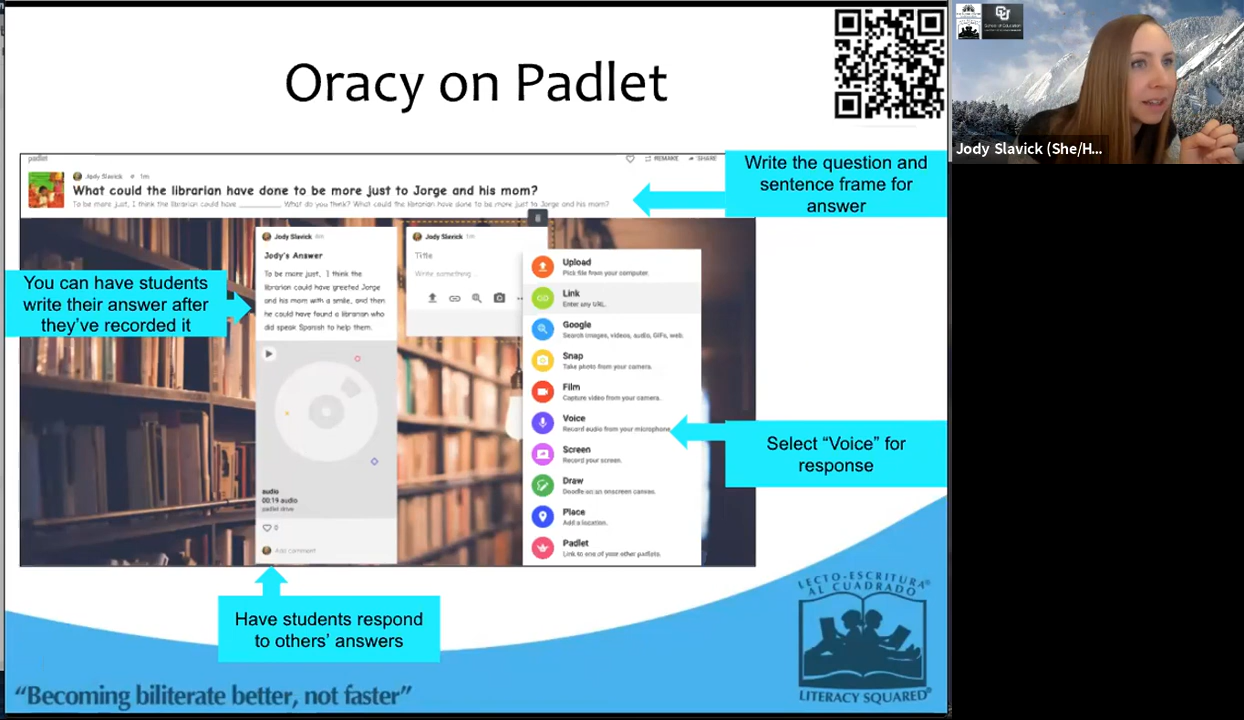 Oracy on Padlet
padlet
REMAKE
SHARE
Jody Slavick
1m
What could the librarian have done to be more just to Jorge and his mom?
To be more just, I think the librarian could have __________. What do you think? What could the librarian have done to be more just to Jorge and his mom?
Write the question and
sentence frame for
answer
You can have students
write their answer after
they've recorded it
Jody Slavick
Jody's Answer
To be more just, I think the
librarian could have greeted Jorge
and his mom with a smile, and then
he could have found a librarian who
did speak Spanish to help them.
audio
00:19 audio
padlet drive
0
Add comment
Jody Slavick 1m
Title
Write something...
Upload
Pick file from your computer.
Link
Enter any URL.
Google
Search images, videos, audio, GIFs, web.
Snap
Take photo from your camera.
Film
Capture video from your camera.
Voice
Record audio from your microphone.
Screen
Record your screen.
Draw
Doodle on an onscreen canvas.
Place
Add a location.
Padlet
Link to one of your other padlets.
Select “Voice” for
response
Have students respond
to others' answers
“Becoming biliterate better, not faster”
LECTO-ESCRITURA
AL CUADRADO
LITERACY SQUARED®
Jody Slavick (She/H...